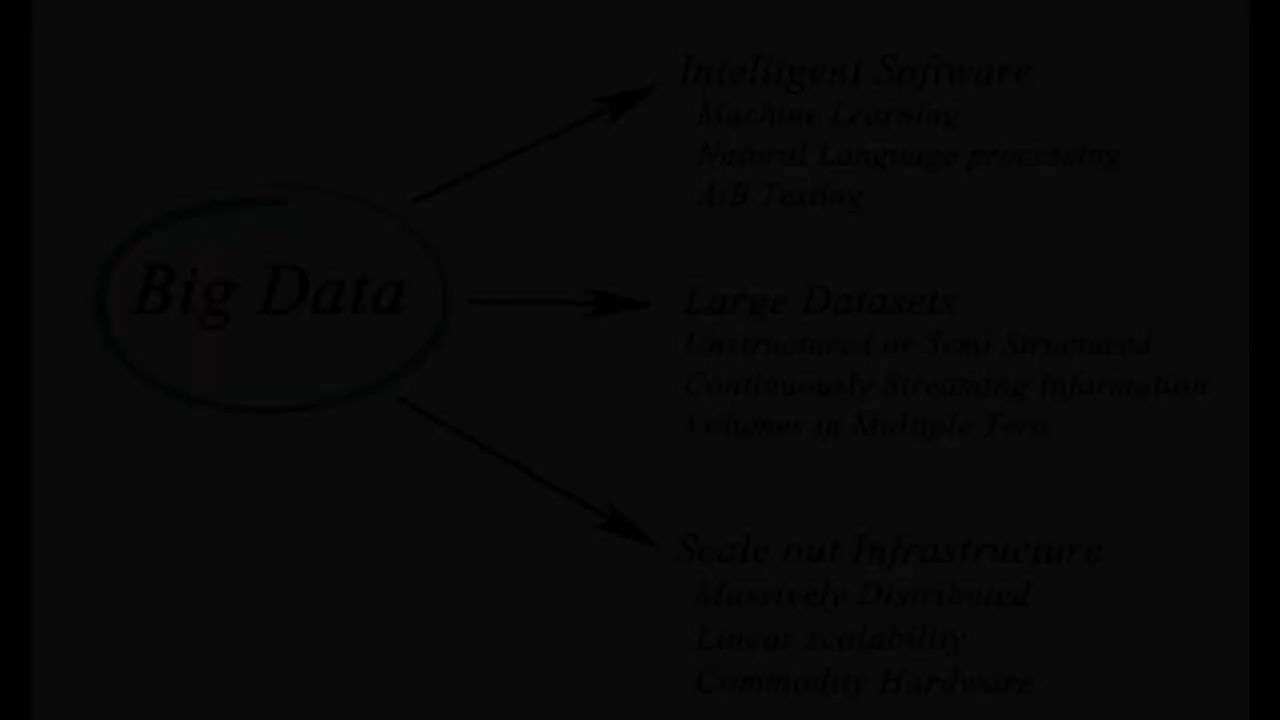 Big Data
Intelligent Software
Machine Learning
Natural Language processing
A/B Testing
Large Datasets
Unstructured or Semi Structured
Continuously Streaming Information
Volumes in Multiple Tera
Scale out Infrastructure
Massively Distributed
Linear scalability
Commodity Hardware